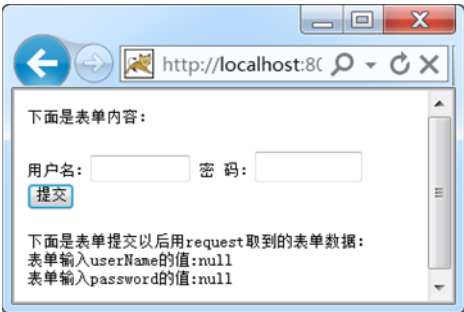 http://localhost:80
下面是表单内容:
用户名: 密 码:
提交
下面是表单提交以后用request取到的表单数据:
表单输入userName的值:null
表单输入password的值:null